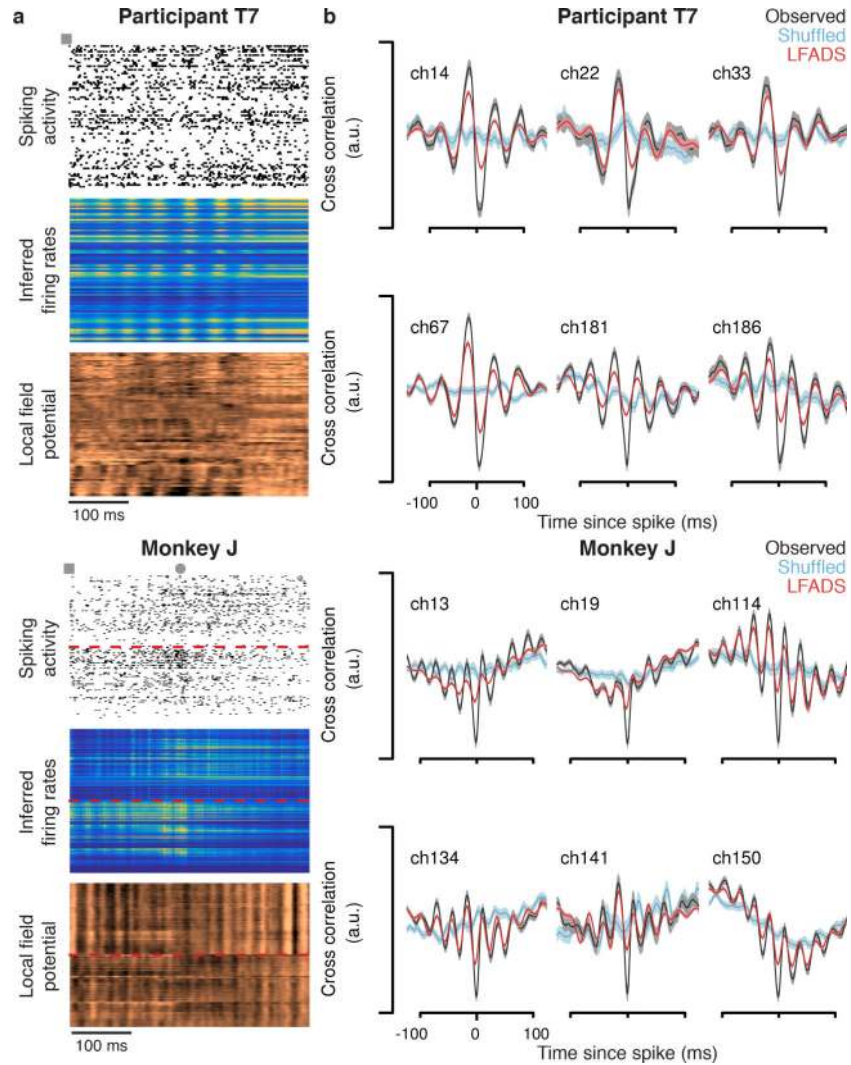 a
Participant T7
Spiking
activity
Inferred
firing rates
Local field
potential
100 ms
b
Participant T7
Observed
Shuffled
LFADS
Cross correlation
(a.u.)
ch14
ch22
ch33
Cross correlation
(a.u.)
ch67
ch181
ch186
-100
0
100
Time since spike (ms)
Monkey J
Spiking
activity
Inferred
firing rates
Local field
potential
100 ms
Monkey J
Observed
Shuffled
LFADS
Cross correlation
(a.u.)
ch13
ch19
ch114
Cross correlation
(a.u.)
ch134
ch141
ch150
-100
0
100
Time since spike (ms)